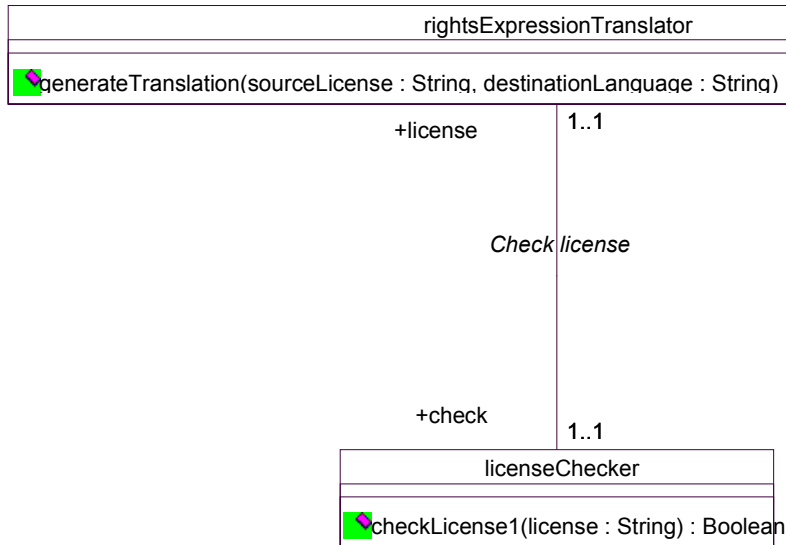 rightsExpressionTranslator
generateTranslation(sourceLicense : String, destinationLanguage : String)
+license
1..1
Check license
+check
1..1
licenseChecker
checkLicense1(license : String) : Boolean